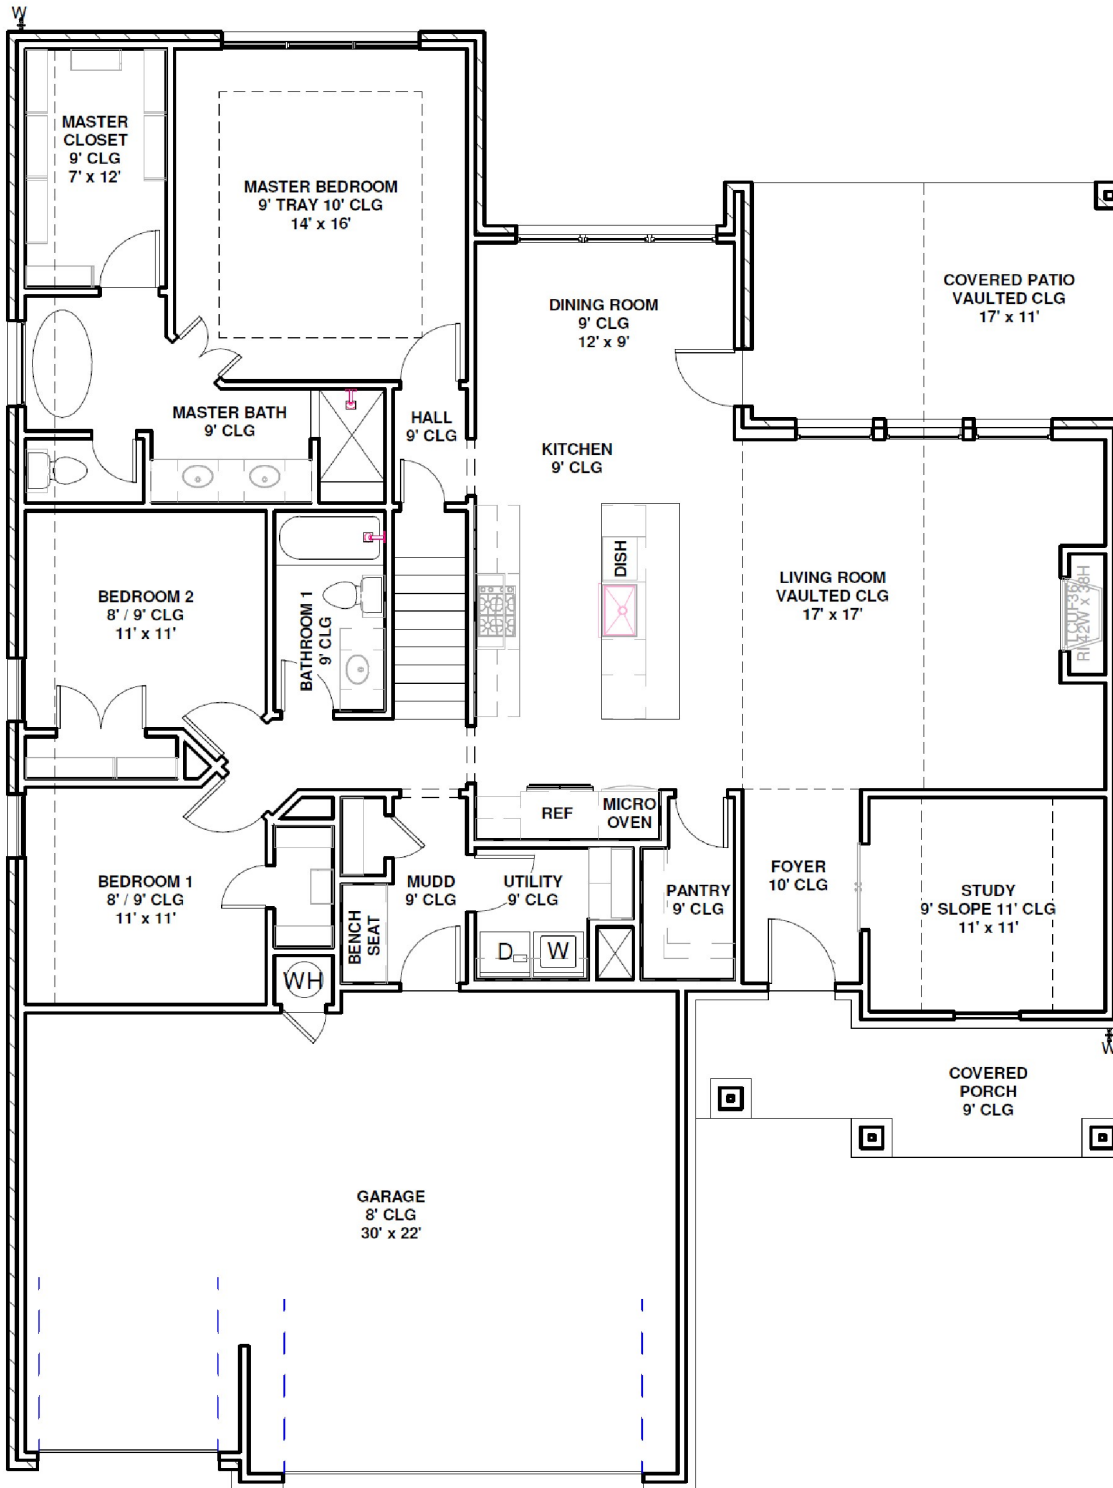 W
MASTER
CLOSET
9' CLG
7' x 12'
MASTER BEDROOM
9' TRAY 10' CLG
14' x 16'
DINING ROOM
9' CLG
12' x 9'
COVERED PATIO
VAULTED CLG
17' x 11'
MASTER BATH
9' CLG
HALL
9' CLG
KITCHEN
9' CLG
DISH
LIVING ROOM
VAULTED CLG
17' x 17'
BEDROOM 2
8' / 9' CLG
11' x 11'
BATHROOM 1
9' CLG
REF
MICRO
OVEN
BEDROOM 1
8' / 9' CLG
11' x 11'
BENCH
SEAT
MUDD
9' CLG
UTILITY
9' CLG
D
W
PANTRY
9' CLG
FOYER
10' CLG
STUDY
9' SLOPE 11' CLG
11' x 11'
WH
W
COVERED
PORCH
9' CLG
GARAGE
8' CLG
30' x 22'